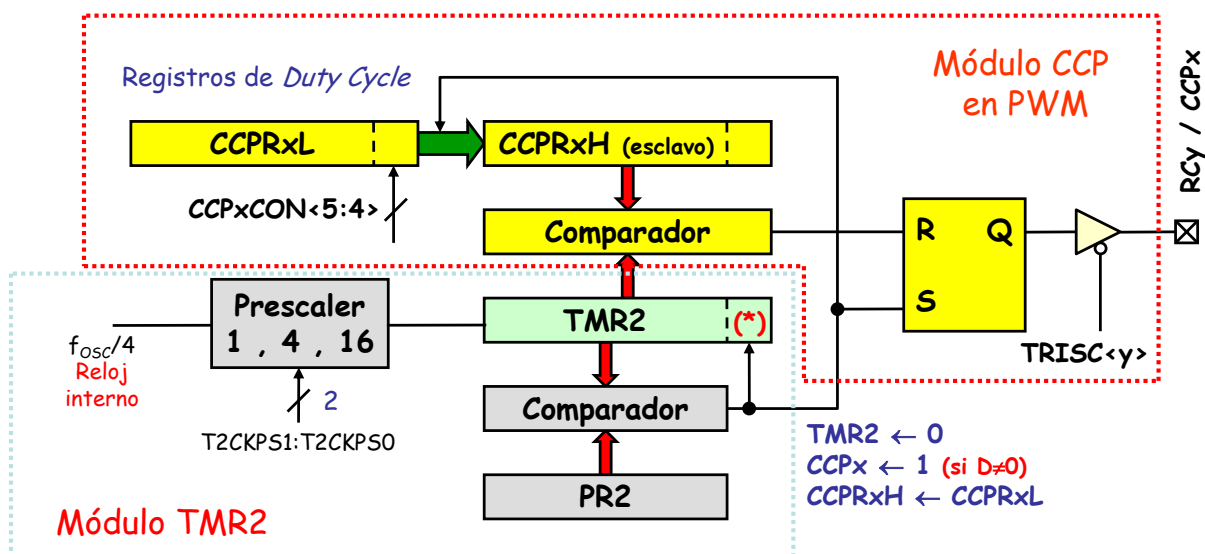 Registros de Duty Cycle
Módulo CCP
en PWM
RCy / CCPx
CCPRxL
CCPRxH (esclavo)
CCPxCON<5:4>
Comparador
R
Q
S
Prescaler
1 , 4 , 16
TMR2
(*)
fOSC/4
Reloj
interno
TRISC<y>
2
Comparador
T2CKPS1:T2CKPS0
TMR2 ← 0
CCPx ← 1 (si D≠0)
CCPRxH ← CCPRxL
PR2
Módulo TMR2